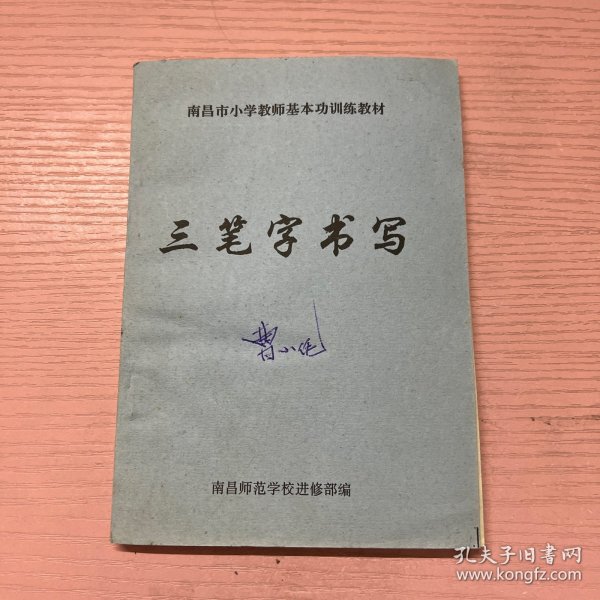 南昌市小学教师基本功训练教材
三笔字书写
南昌师范学校进修部编
孔夫子旧書网
www.kongfz.com